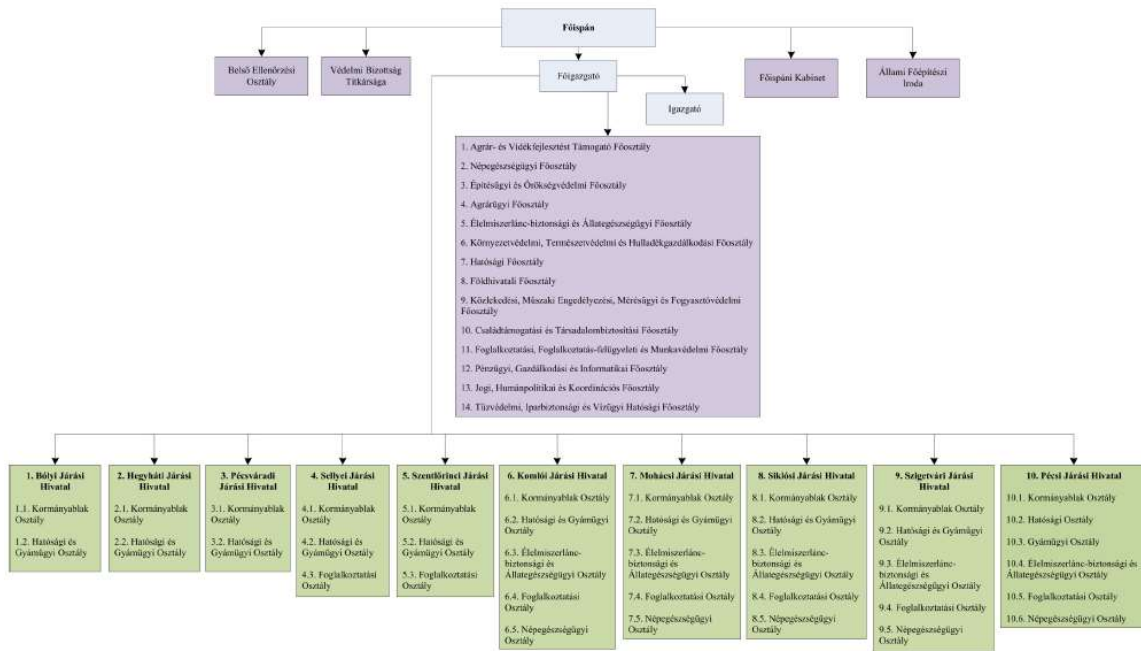 Főispán
Belső Ellenőrzési
Osztály
Védelmi Bizottság
Titkársága
Főigazgató
Igazgató
Főispáni Kabinet
Állami Főépítészi
Iroda
1. Agrár- és Vidékfejlesztést Támogató Főosztály
2. Népegészségügyi Főosztály
3. Építésügyi és Örökségvédelmi Főosztály
4. Agrárügyi Főosztály
5. Élelmiszerlánc-biztonsági és Állategészségügyi Főosztály
6. Környezetvédelmi, Természetvédelmi és Hulladékgazdálkodási Főosztály
7. Hatósági Főosztály
8. Földhivatali Főosztály
9. Közlekedési, Műszaki Engedélyezési, Mérésügyi és Fogyasztóvédelmi
Főosztály
10. Családtámogatási és Társadalombiztosítási Főosztály
11. Foglalkoztatási, Foglalkoztatás-felügyeleti és Munkavédelmi Főosztály
12. Pénzügyi, Gazdálkodási és Informatikai Főosztály
13. Jogi, Humánpolitikai és Koordinációs Főosztály
14. Tűzvédelmi, Iparbiztonsági és Vízügyi Hatósági Főosztály
1. Bólyi Járási
Hivatal
1.1. Kormányablak
Osztály
1.2. Hatósági és
Gyámügyi Osztály
2. Hegyháti Járási
Hivatal
2.1. Kormányablak
Osztály
2.2. Hatósági és
Gyámügyi Osztály
3. Pécsváradi
Járási Hivatal
3.1. Kormányablak
Osztály
3.2. Hatósági és
Gyámügyi Osztály
4. Sellyei Járási
Hivatal
4.1. Kormányablak
Osztály
4.2. Hatósági és
Gyámügyi Osztály
4.3. Foglalkoztatási
Osztály
5. Szentlőrinci Járási
Hivatal
5.1. Kormányablak
Osztály
5.2. Hatósági és
Gyámügyi Osztály
5.3. Foglalkoztatási
Osztály
6. Komlói Járási
Hivatal
6.1. Kormányablak
Osztály
6.2. Hatósági és Gyámügyi
Osztály
6.3. Élelmiszerlánc-
biztonsági és
Állategészségügyi Osztály
6.4. Foglalkoztatási
Osztály
6.5. Népegészségügyi
Osztály
7. Mohácsi Járási Hivatal
7.1. Kormányablak Osztály
7.2. Hatósági és Gyámügyi
Osztály
7.3. Élelmiszerlánc-
biztonsági és
Állategészségügyi Osztály
7.4. Foglalkoztatási Osztály
7.5. Népegészségügyi
Osztály
8. Siklósi Járási Hivatal
8.1. Kormányablak Osztály
8.2. Hatósági és Gyámügyi
Osztály
8.3. Élelmiszerlánc-
biztonsági és
Állategészségügyi Osztály
8.4. Foglalkoztatási Osztály
8.5. Népegészségügyi
Osztály
9. Szigetvári Járási
Hivatal
9.1. Kormányablak Osztály
9.2. Hatósági és Gyámügyi
Osztály
9.3. Élelmiszerlánc-
biztonsági és
Állategészségügyi Osztály
9.4. Foglalkoztatási
Osztály
9.5. Népegészségügyi
Osztály
10. Pécsi Járási Hivatal
10.1. Kormányablak Osztály
10.2. Hatósági Osztály
10.3. Gyámügyi Osztály
10.4. Élelmiszerlánc-biztonsági és
Állategészségügyi Osztály
10.5. Foglalkoztatási Osztály
10.6. Népegészségügyi Osztály